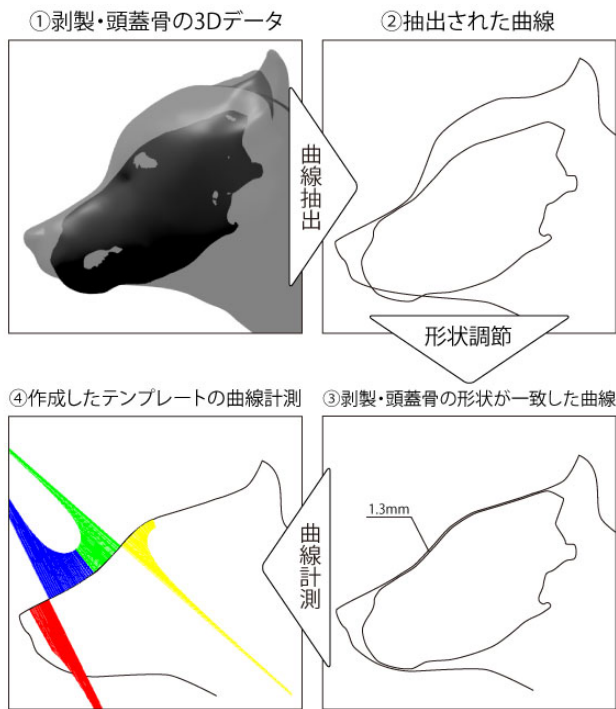 ①剥製・頭蓋骨の3Dデータ
②抽出された曲線
曲線抽出
形状調節
④作成したテンプレートの曲線計測
③剥製・頭蓋骨の形状が一致した曲線
1.3mm
曲線計測